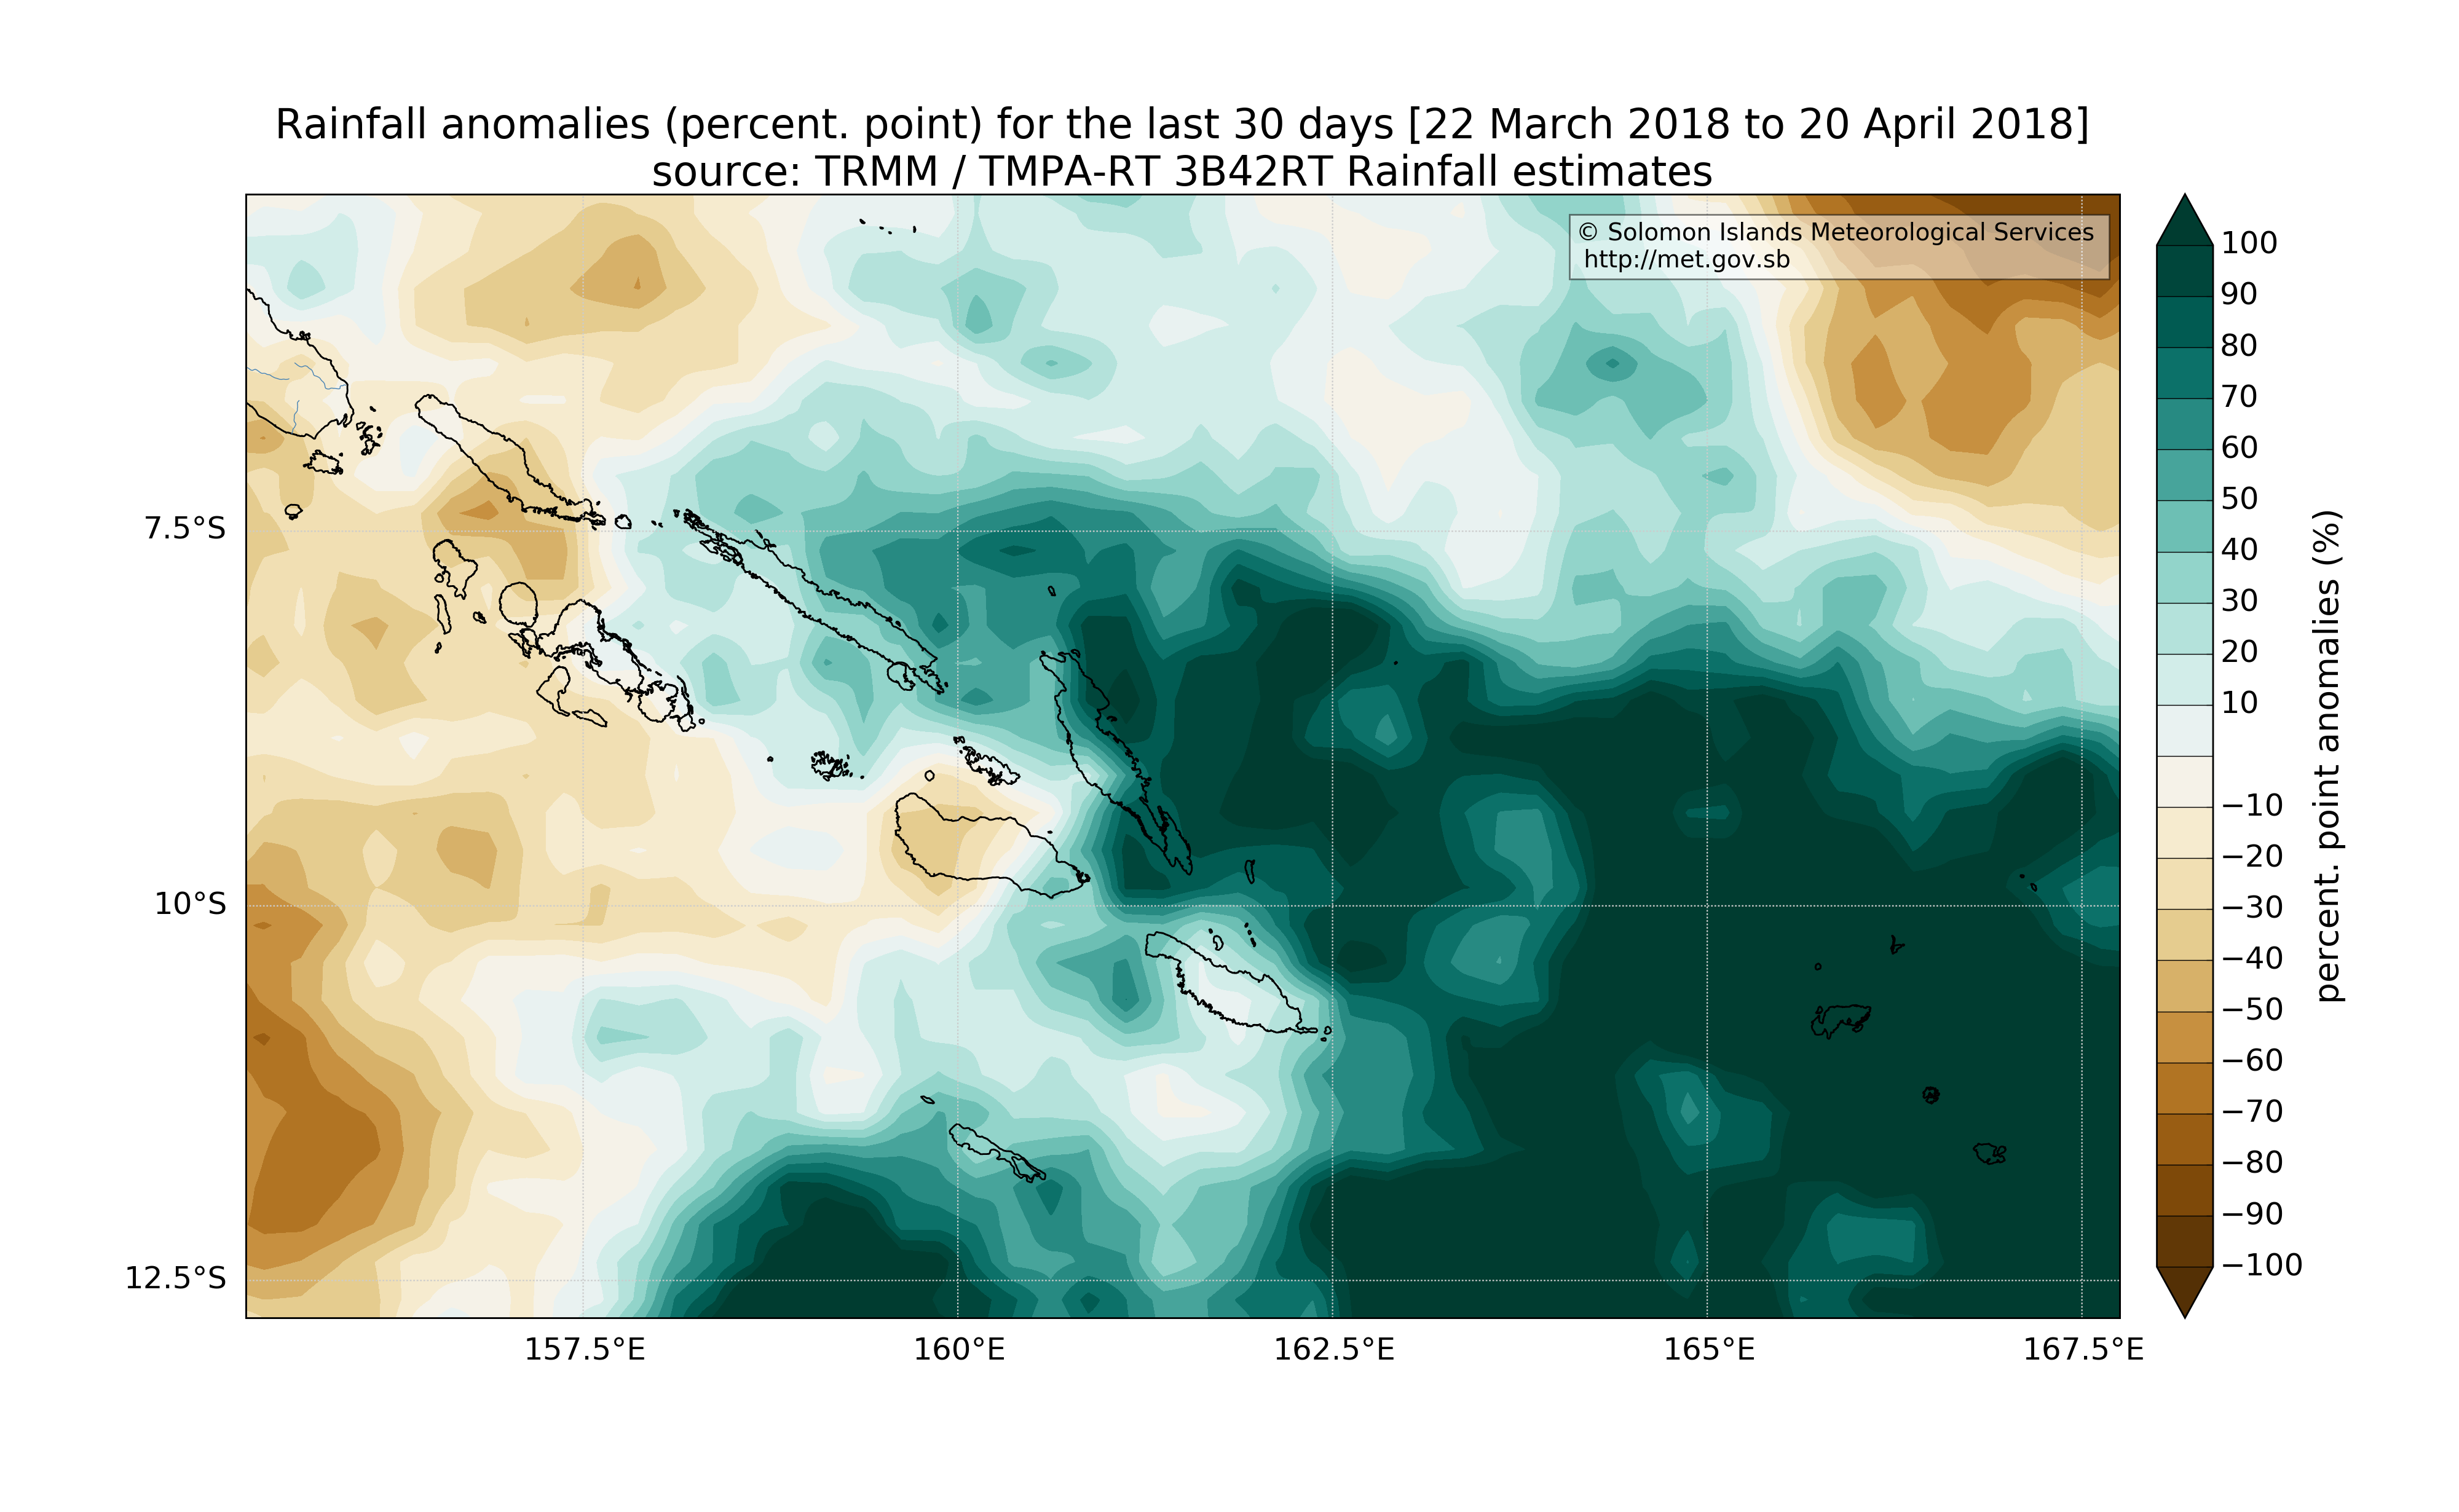 Rainfall anomalies (percent. point) for the last 30 days [22 March 2018 to 20 April 2018]
source: TRMM / TMPA-RT 3B42RT Rainfall estimates
© Solomon Islands Meteorological Services
http://met.gov.sb
7.5°S
10°S
12.5°S
157.5°E
160°E
162.5°E
165°E
167.5°E
100
90
80
70
60
50
40
30
20
10
−10
−20
−30
−40
−50
−60
−70
−80
−90
−100
percent. point anomalies (%)